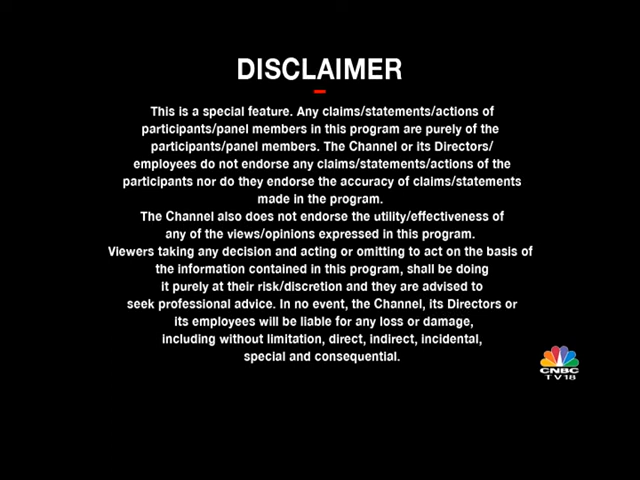 DISCLAIMER
This is a special feature. Any claims/statements/actions of
participants/panel members in this program are purely of the
participants/panel members. The Channel or its Directors/
employees do not endorse any claims/statements/actions of the
participants nor do they endorse the accuracy of claims/statements
made in the program.
The Channel also does not endorse the utility/effectiveness of
any of the views/opinions expressed in this program.
Viewers taking any decision and acting or omitting to act on the basis of
the information contained in this program, shall be doing
it purely at their risk/discretion and they are advised to
seek professional advice. In no event, the Channel, its Directors or
its employees will be liable for any loss or damage,
including without limitation, direct, indirect, incidental,
special and consequential.
CNBC
TV18